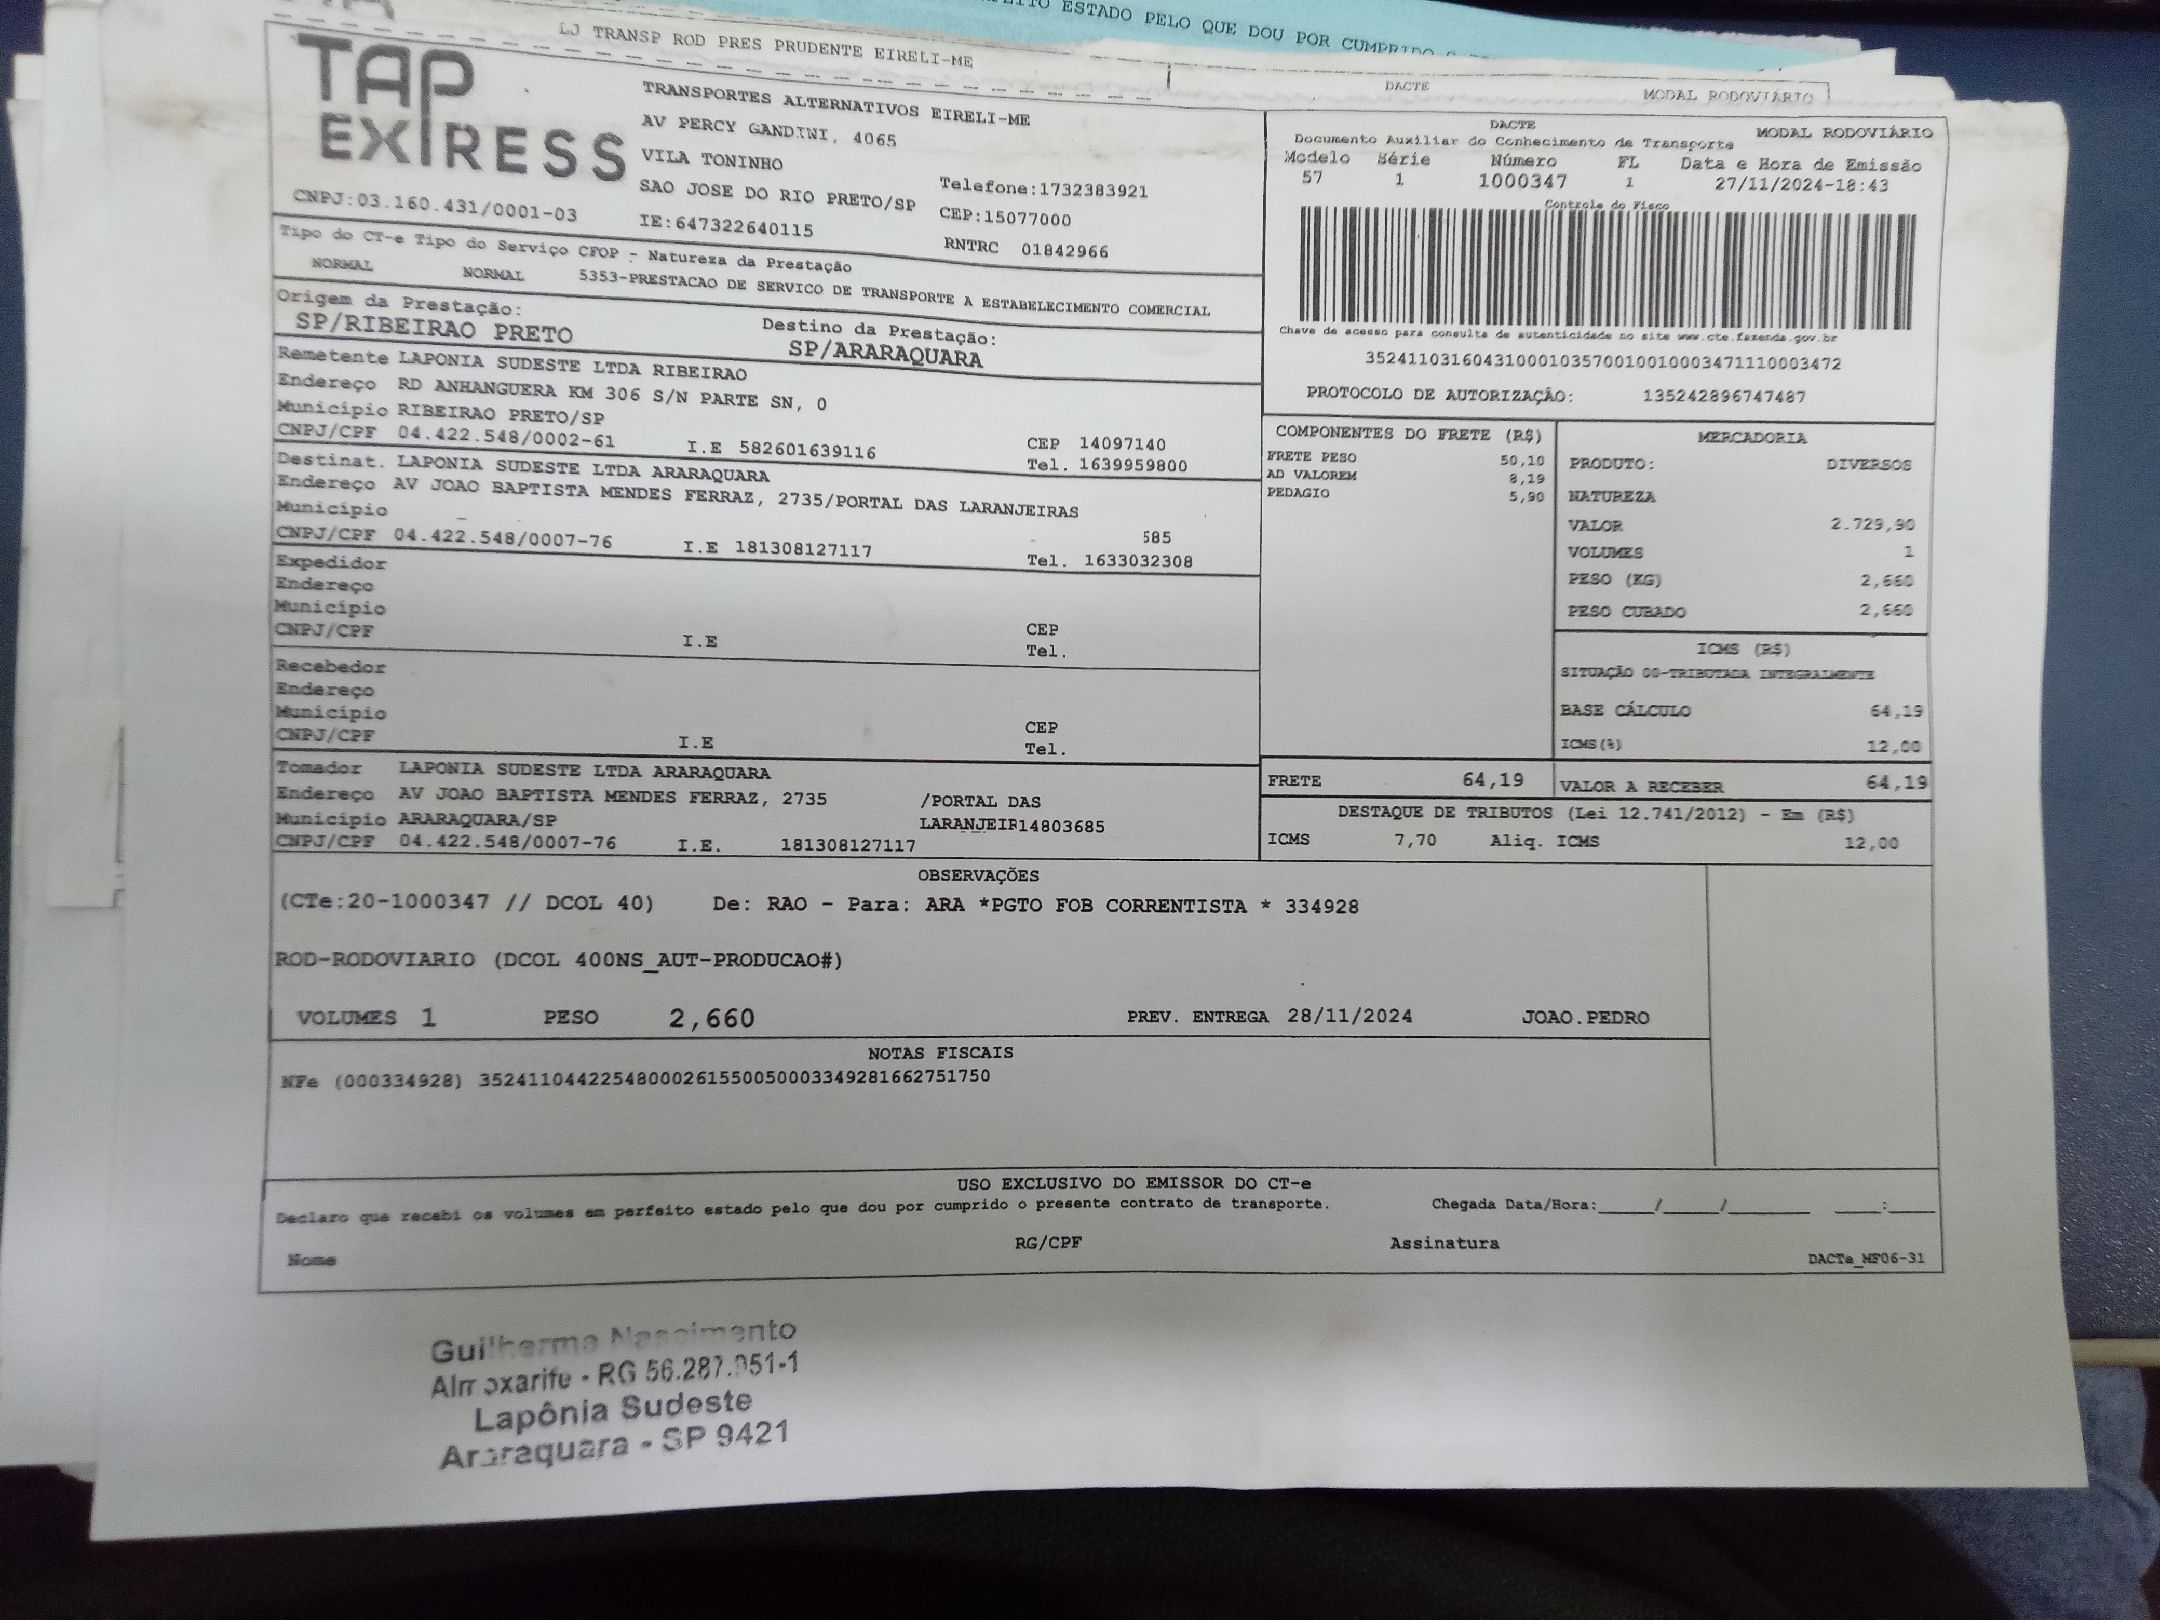 ESTADO PELO QUE DOU POR CUMPRIDO O
LJ TRANSP ROD PRES PRUDENTE EIRELI-ME
DACTE MODAL RODOVIÁRIO
TAP EXPRESS
TRANSPORTES ALTERNATIVOS EIRELI-ME
AV PERCY GANDINI, 4065
VILA TONINHO
SAO JOSE DO RIO PRETO/SP
Telefone:1732383921
CEP:15077000
CNPJ:03.160.431/0001-03
IE:647322640115
RNTRC 01842966
DACTE MODAL RODOVIÁRIO
Documento Auxiliar do Conhecimento de Transporte
Modelo Série Número FL Data e Hora de Emissão
57 1 1000347 1 27/11/2024-18:43
Controle do Fisco
Chave de acesso para consulta de autenticidade no site www.cte.fazenda.gov.br
35241103160431000103570010010003471110003472
PROTOCOLO DE AUTORIZAÇÃO: 135242896747487
Tipo do CT-e Tipo do Serviço CFOP - Natureza da Prestação
NORMAL NORMAL 5353-PRESTACAO DE SERVICO DE TRANSPORTE A ESTABELECIMENTO COMERCIAL
Origem da Prestação: Destino da Prestação:
SP/RIBEIRAO PRETO SP/ARARAQUARA
Remetente LAPONIA SUDESTE LTDA RIBEIRAO
Endereço RD ANHANGUERA KM 306 S/N PARTE SN, 0
Município RIBEIRAO PRETO/SP CEP 14097140
CNPJ/CPF 04.422.548/0002-61 I.E 582601639116 Tel. 1639959800
Destinat. LAPONIA SUDESTE LTDA ARARAQUARA
Endereço AV JOAO BAPTISTA MENDES FERRAZ, 2735/PORTAL DAS LARANJEIRAS
Município 585
CNPJ/CPF 04.422.548/0007-76 I.E 181308127117 Tel. 1633032308
Expedidor
Endereço
Município CEP
CNPJ/CPF I.E Tel.
Recebedor
Endereço
Município CEP
CNPJ/CPF I.E Tel.
Tomador LAPONIA SUDESTE LTDA ARARAQUARA
Endereço AV JOAO BAPTISTA MENDES FERRAZ, 2735 /PORTAL DAS
Município ARARAQUARA/SP LARANJEIR14803685
CNPJ/CPF 04.422.548/0007-76 I.E. 181308127117
COMPONENTES DO FRETE (R$)
FRETE PESO 50,10
AD VALOREM 8,19
PEDAGIO 5,90
MERCADORIA
PRODUTO: DIVERSOS
NATUREZA
VALOR 2.729,90
VOLUMES 1
PESO (KG) 2,660
PESO CUBADO 2,660
ICMS (R$)
SITUAÇÃO 00-TRIBUTADA INTEGRALMENTE
BASE CÁLCULO 64,19
ICMS(%) 12,00
FRETE 64,19 VALOR A RECEBER 64,19
DESTAQUE DE TRIBUTOS (Lei 12.741/2012) - Em (R$)
ICMS 7,70 Aliq. ICMS 12,00
OBSERVAÇÕES
(CTe:20-1000347 // DCOL 40) De: RAO - Para: ARA *PGTO FOB CORRENTISTA * 334928
ROD-RODOVIARIO (DCOL 400NS_AUT-PRODUCAO#)
VOLUMES 1 PESO 2,660 PREV. ENTREGA 28/11/2024 JOAO.PEDRO
NOTAS FISCAIS
NFe (000334928) 35241104422548000261550050003349281662751750
USO EXCLUSIVO DO EMISSOR DO CT-e
Declaro que recebi os volumes em perfeito estado pelo que dou por cumprido o presente contrato de transporte. Chegada Data/Hora:_____/_____/_______ ____:____
Nome RG/CPF Assinatura
DACTe_MF06-31
Guilherme Nascimento
Almoxarife - RG 56.287.951-1
Lapônia Sudeste
Araraquara - SP 9421